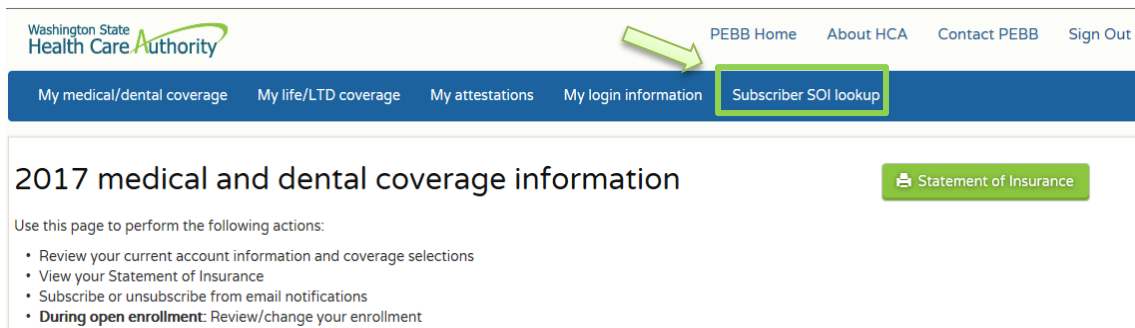 Washington State
Health Care Authority
PEBB Home About HCA Contact PEBB Sign Out
My medical/dental coverage My life/LTD coverage My attestations My login information Subscriber SOI lookup
2017 medical and dental coverage information
Statement of Insurance
Use this page to perform the following actions:
• Review your current account information and coverage selections
• View your Statement of Insurance
• Subscribe or unsubscribe from email notifications
• During open enrollment: Review/change your enrollment